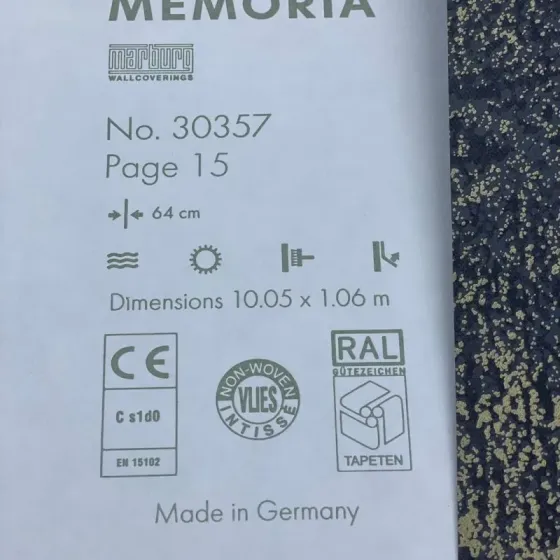 MEMORIA
marburg
WALLCOVERINGS
No. 30357
Page 15
64 cm
Dimensions 10.05 x 1.06 m
CE
C s1d0
EN 15102
NON-WOVEN
VLIES
INTISSÉ
RAL
GÜTEZEICHEN
TAPETEN
Made in Germany